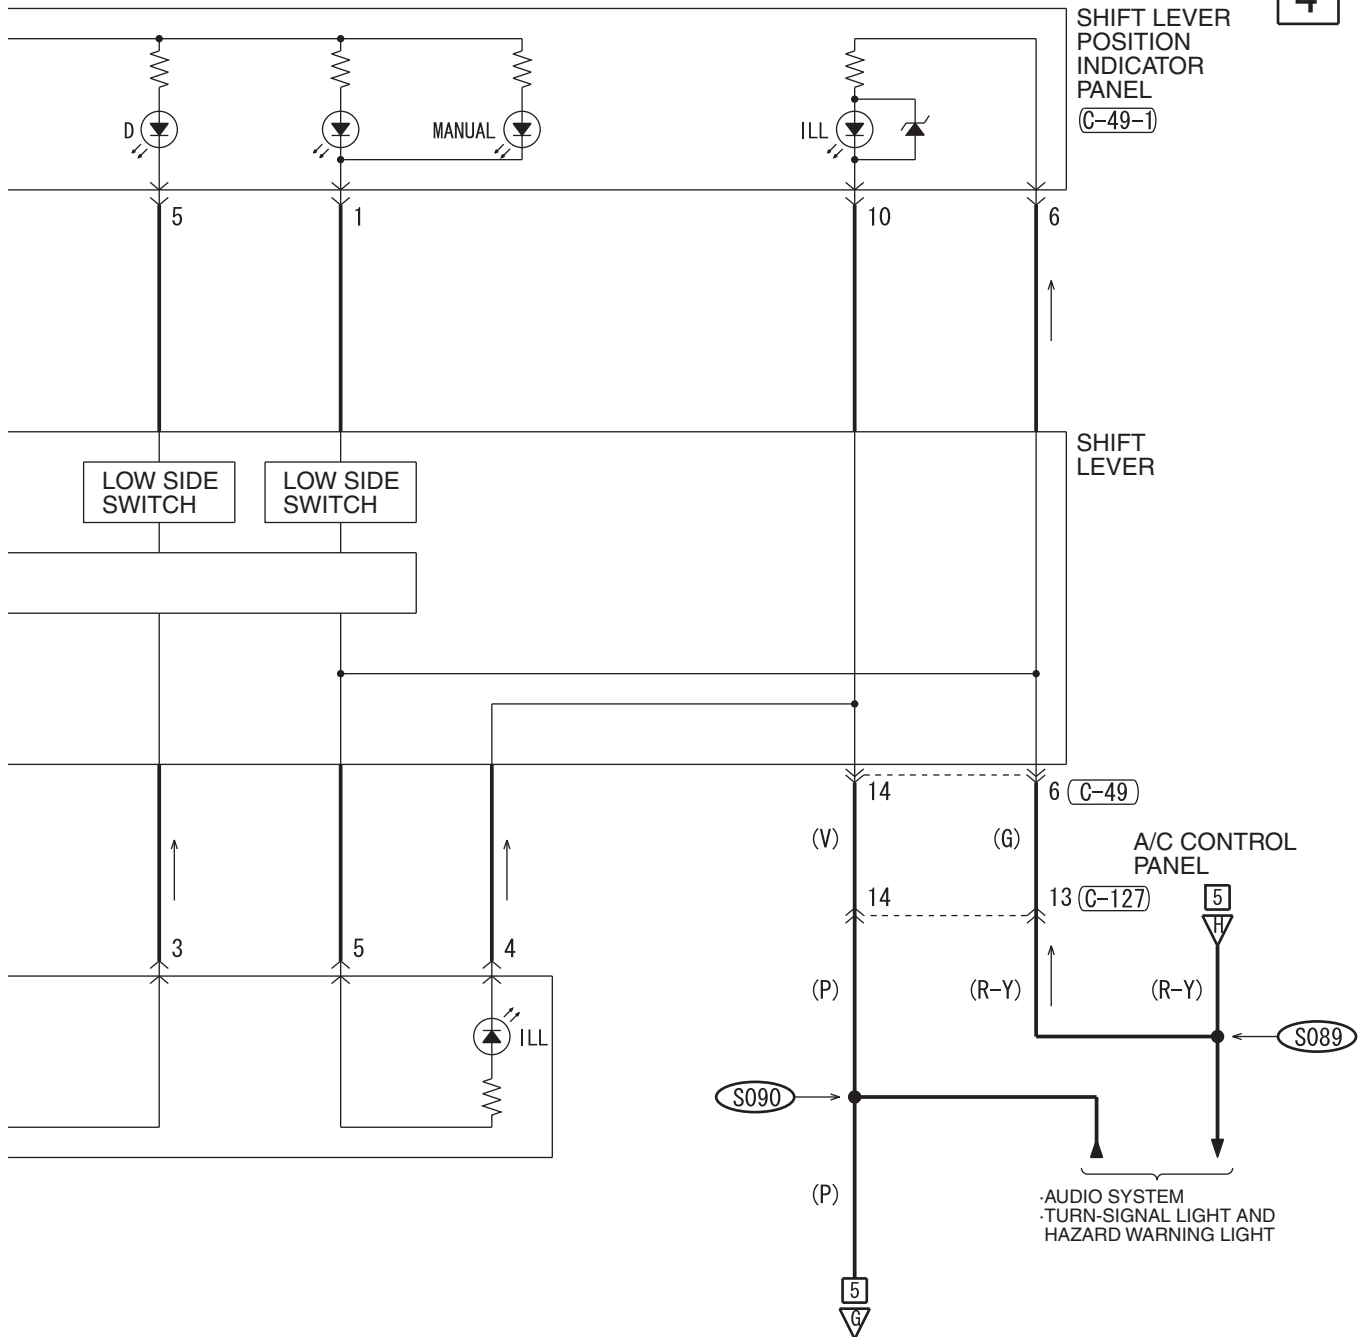 SHIFT LEVER
POSITION
INDICATOR
PANEL
C-49-1
D
MANUAL
ILL
5
1
10
6
SHIFT
LEVER
LOW SIDE
SWITCH
LOW SIDE
SWITCH
14
6 C-49
(V)
(G)
A/C CONTROL
PANEL
14
13 C-127
5
H
3
5
4
(P)
(R-Y)
(R-Y)
ILL
S089
S090
(P)
·AUDIO SYSTEM
·TURN-SIGNAL LIGHT AND
HAZARD WARNING LIGHT
5
G